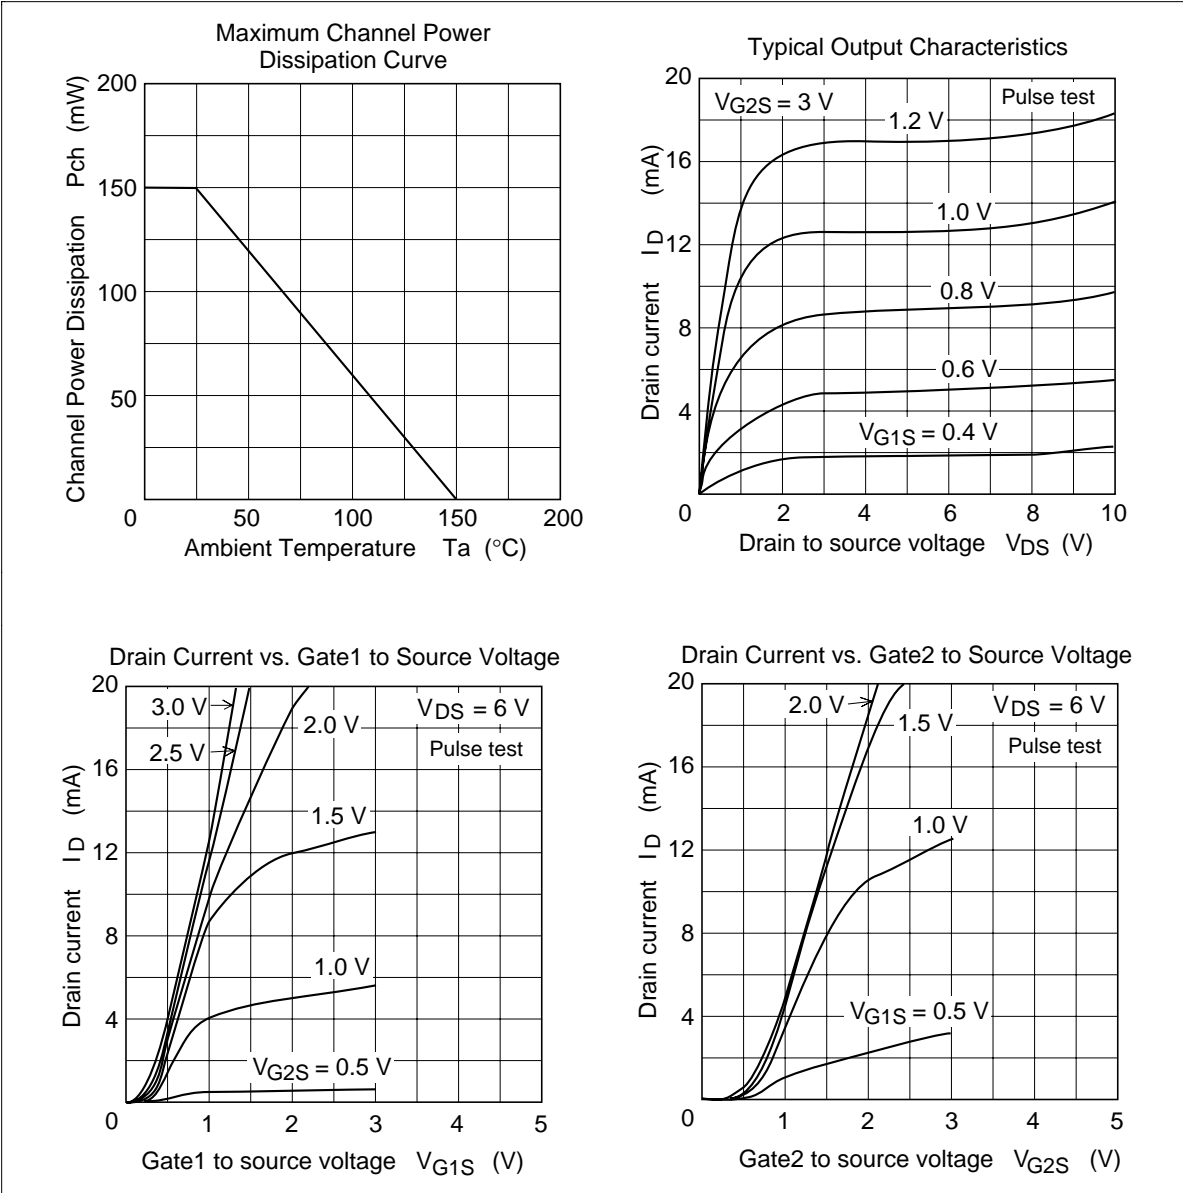 Maximum Channel Power
Dissipation Curve
Channel Power Dissipation Pch (mW)
200
150
100
50
0 50 100 150 200
Ambient Temperature Ta (°C)
Typical Output Characteristics
Drain current ID (mA)
20
16
12
8
4
VG2S = 3 V
Pulse test
1.2 V
1.0 V
0.8 V
0.6 V
VG1S = 0.4 V
0 2 4 6 8 10
Drain to source voltage VDS (V)
Drain Current vs. Gate1 to Source Voltage
Drain current ID (mA)
20
16
12
8
4
3.0 V
2.5 V
2.0 V
VDS = 6 V
Pulse test
1.5 V
1.0 V
VG2S = 0.5 V
0 1 2 3 4 5
Gate1 to source voltage VG1S (V)
Drain Current vs. Gate2 to Source Voltage
Drain current ID (mA)
20
16
12
8
4
2.0 V
1.5 V
VDS = 6 V
Pulse test
1.0 V
VG1S = 0.5 V
0 1 2 3 4 5
Gate2 to source voltage VG2S (V)